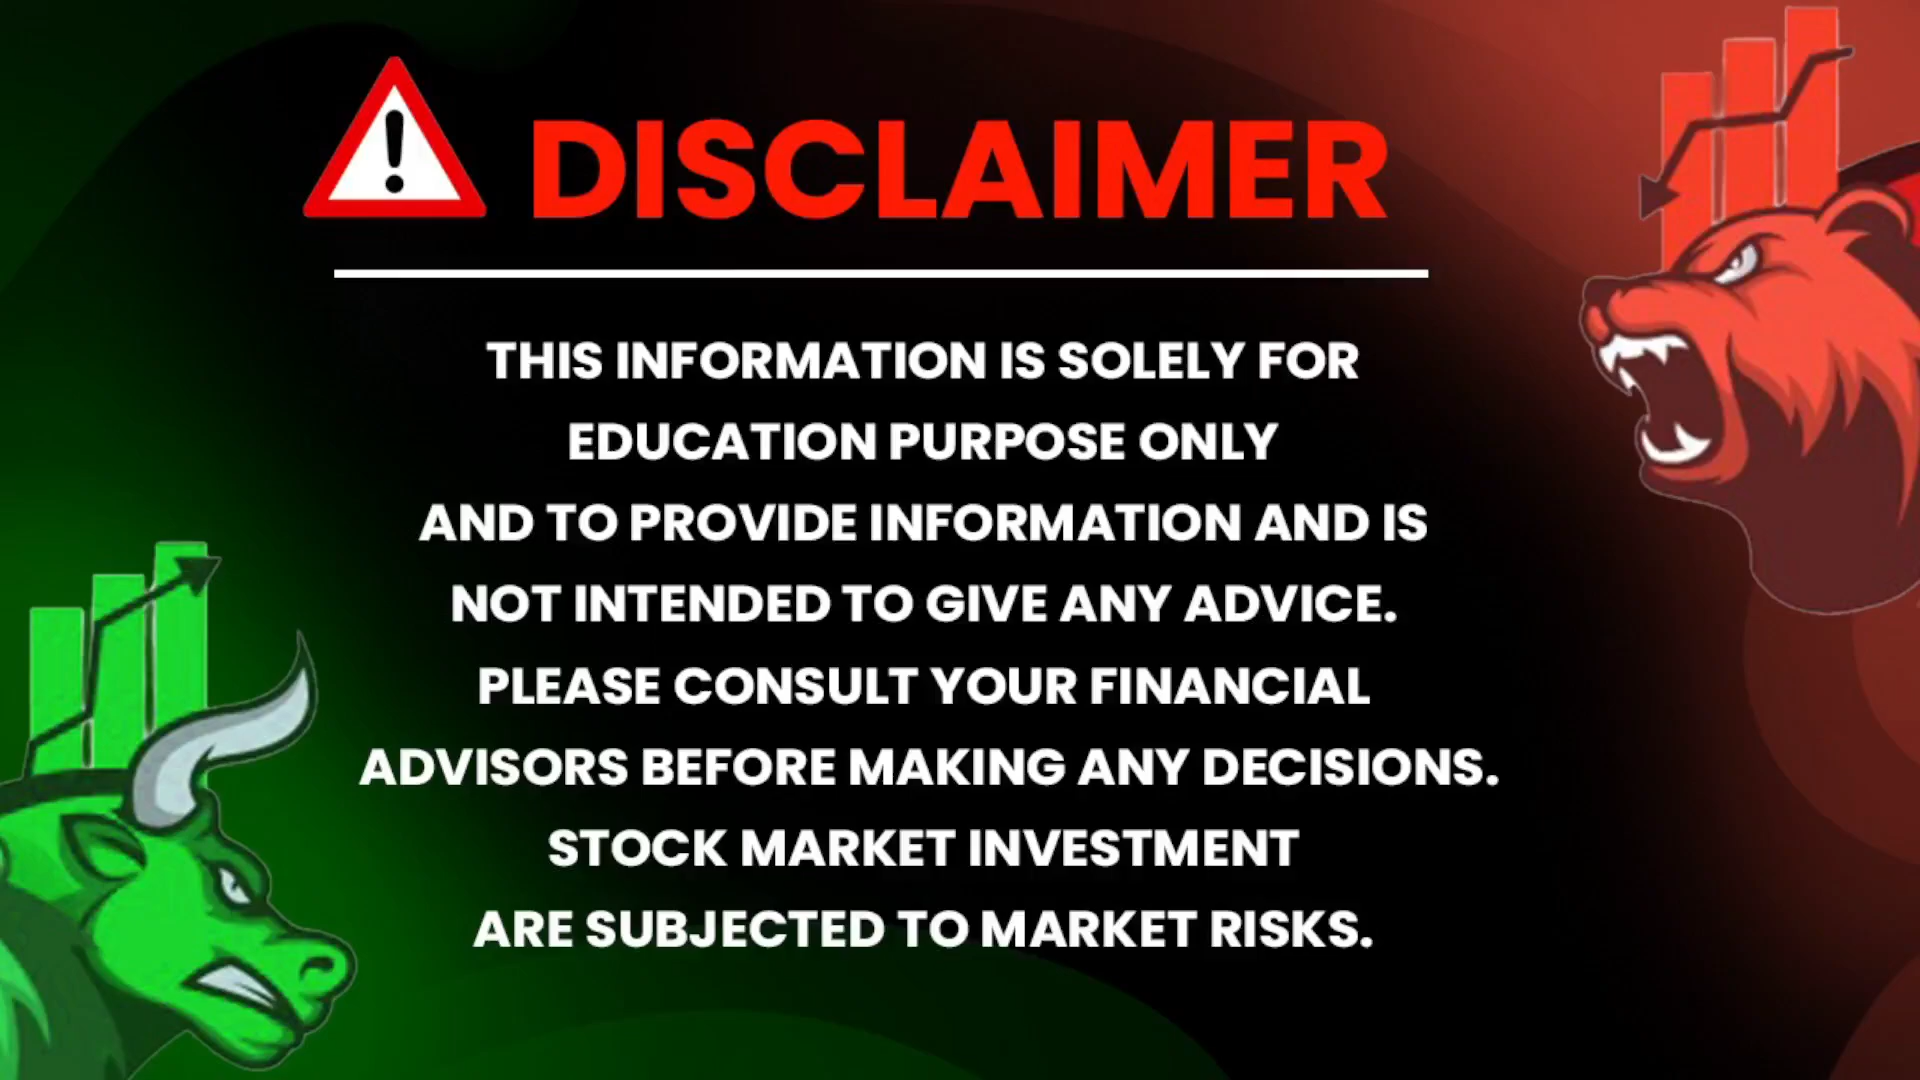 DISCLAIMER
THIS INFORMATION IS SOLELY FOR
EDUCATION PURPOSE ONLY
AND TO PROVIDE INFORMATION AND IS
NOT INTENDED TO GIVE ANY ADVICE.
PLEASE CONSULT YOUR FINANCIAL
ADVISORS BEFORE MAKING ANY DECISIONS.
STOCK MARKET INVESTMENT
ARE SUBJECTED TO MARKET RISKS.